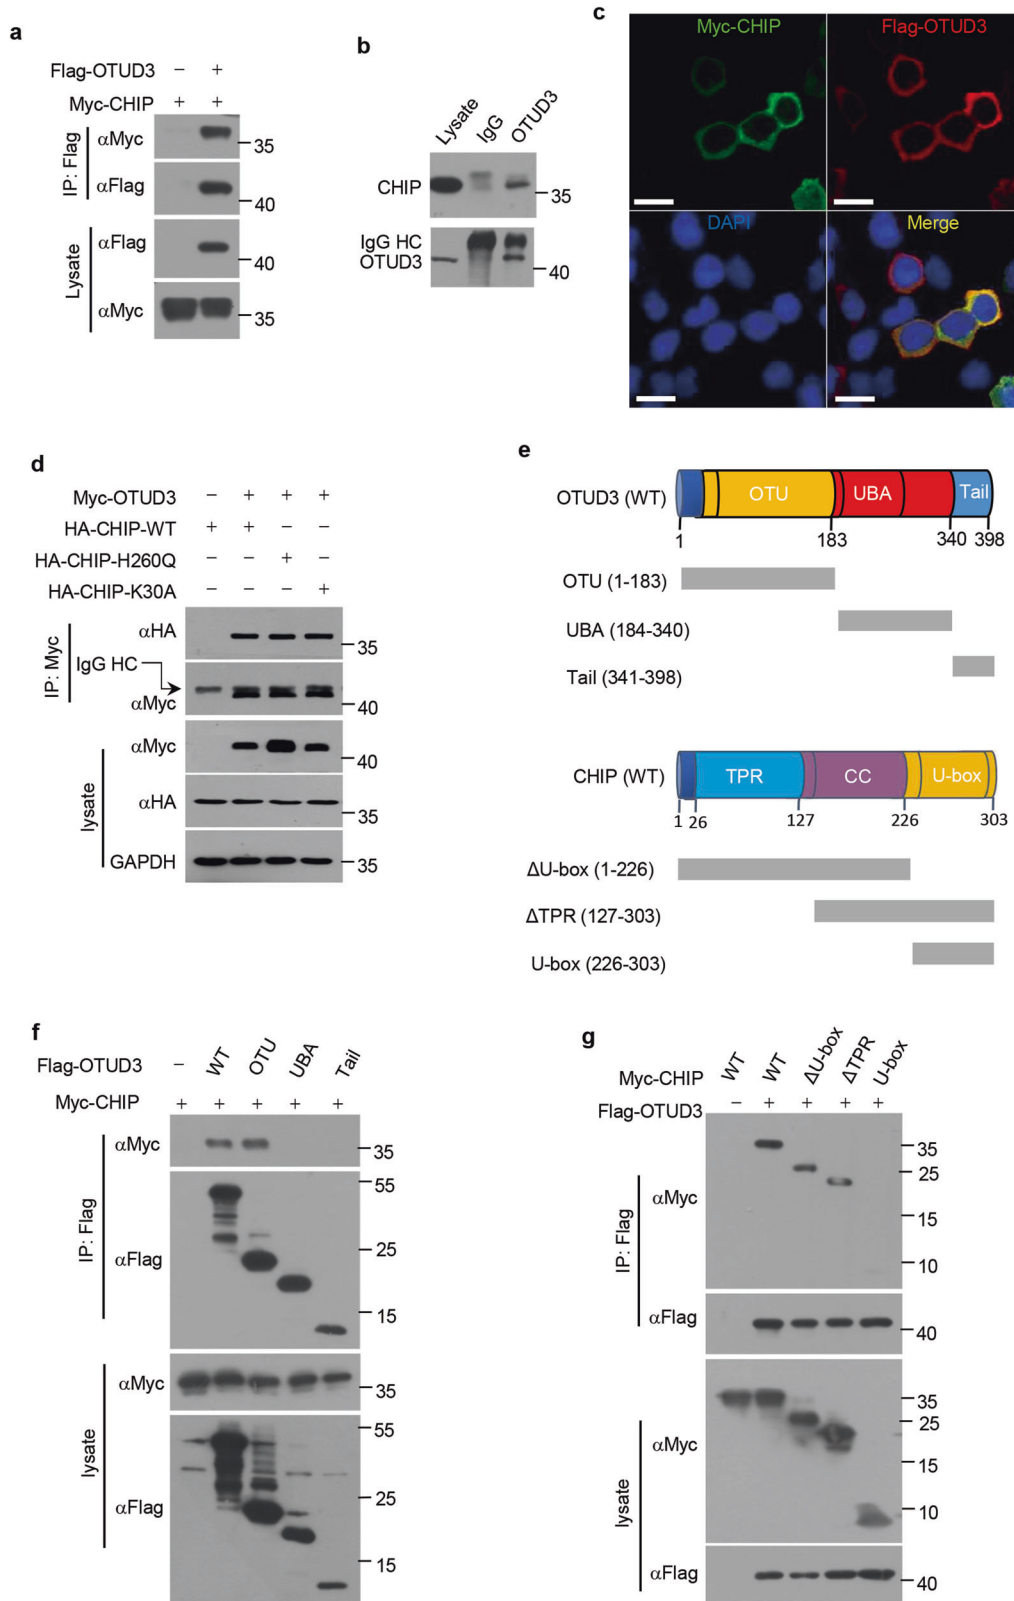 a
Flag-OTUD3 – +
Myc-CHIP + +
IP: Flag
αMyc 35
αFlag 40
Lysate
αFlag 40
αMyc 35
b
Lysate IgG OTUD3
CHIP 35
IgG HC
OTUD3 40
c
Myc-CHIP Flag-OTUD3
DAPI Merge
d
Myc-OTUD3 – + + +
HA-CHIP-WT + + – –
HA-CHIP-H260Q – – + –
HA-CHIP-K30A – – – +
IP: Myc
αHA 35
IgG HC
αMyc 40
lysate
αMyc 40
αHA 35
GAPDH 35
e
OTUD3 (WT) OTU UBA Tail
1 183 340 398
OTU (1-183)
UBA (184-340)
Tail (341-398)
CHIP (WT) TPR CC U-box
1 26 127 226 303
ΔU-box (1-226)
ΔTPR (127-303)
U-box (226-303)
f
Flag-OTUD3 – WT OTU UBA Tail
Myc-CHIP + + + + +
IP: Flag
αMyc 35
55
αFlag 25
15
lysate
αMyc 35
55
αFlag 25
15
g
Myc-CHIP WT WT ΔU-box ΔTPR U-box
Flag-OTUD3 – + + + +
IP: Flag
35
25
αMyc
15
10
αFlag 40
lysate
35
25
αMyc
15
10
αFlag 40